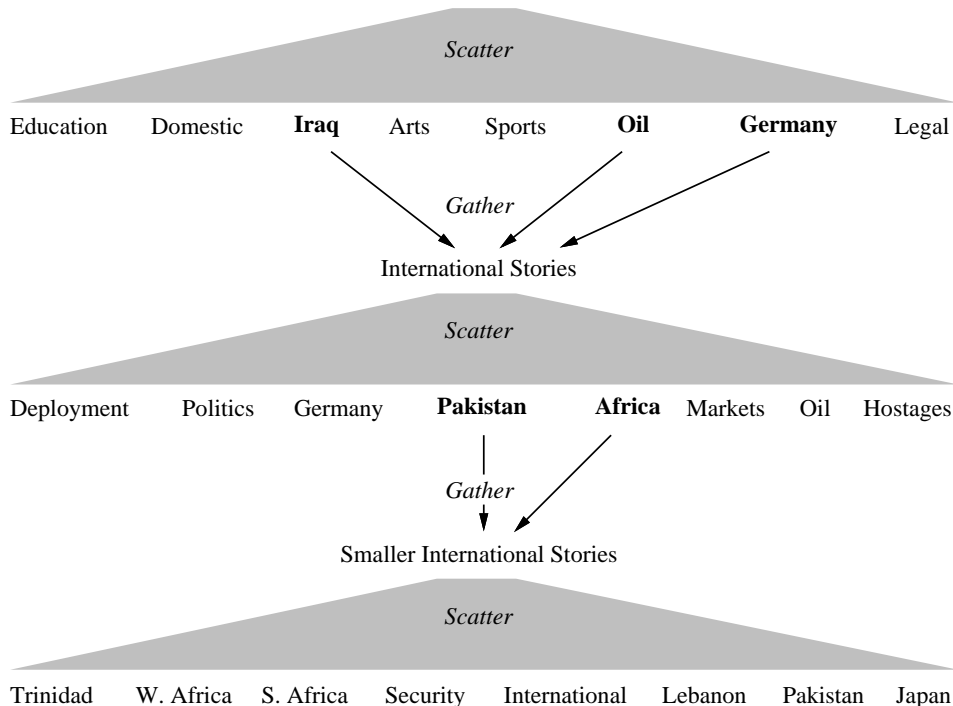 Scatter
Education Domestic Iraq Arts Sports Oil Germany Legal
Gather
International Stories
Scatter
Deployment Politics Germany Pakistan Africa Markets Oil Hostages
Gather
Smaller International Stories
Scatter
Trinidad W. Africa S. Africa Security International Lebanon Pakistan Japan